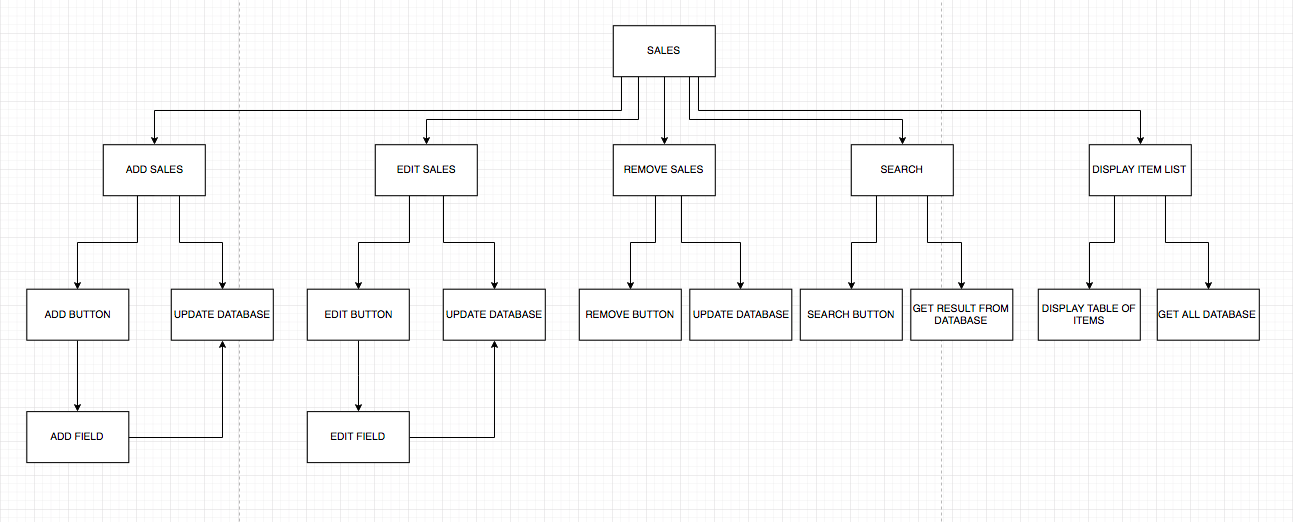 SALES
ADD SALES
EDIT SALES
REMOVE SALES
SEARCH
DISPLAY ITEM LIST
ADD BUTTON
UPDATE DATABASE
EDIT BUTTON
UPDATE DATABASE
REMOVE BUTTON
UPDATE DATABASE
SEARCH BUTTON
GET RESULT FROM
DATABASE
DISPLAY TABLE OF
ITEMS
GET ALL DATABASE
ADD FIELD
EDIT FIELD